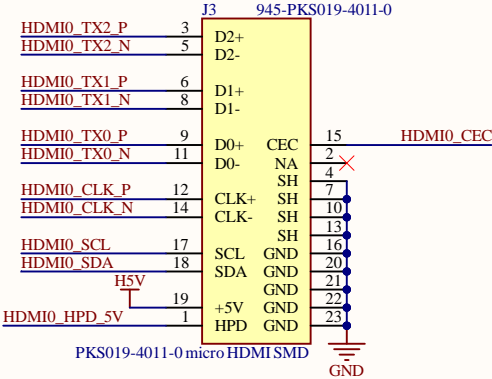 J3 945-PKS019-4011-0
HDMI0_TX2_P 3 D2+
HDMI0_TX2_N 5 D2-
HDMI0_TX1_P 6 D1+
HDMI0_TX1_N 8 D1-
HDMI0_TX0_P 9 D0+ CEC 15 HDMI0_CEC
HDMI0_TX0_N 11 D0- NA 2
SH 4
HDMI0_CLK_P 12 CLK+ SH 7
HDMI0_CLK_N 14 CLK- SH 10
SH 13
HDMI0_SCL 17 SCL GND 16
HDMI0_SDA 18 SDA GND 20
H5V GND 21
19 +5V GND 22
HDMI0_HPD_5V 1 HPD GND 23
PKS019-4011-0 micro HDMI SMD
GND